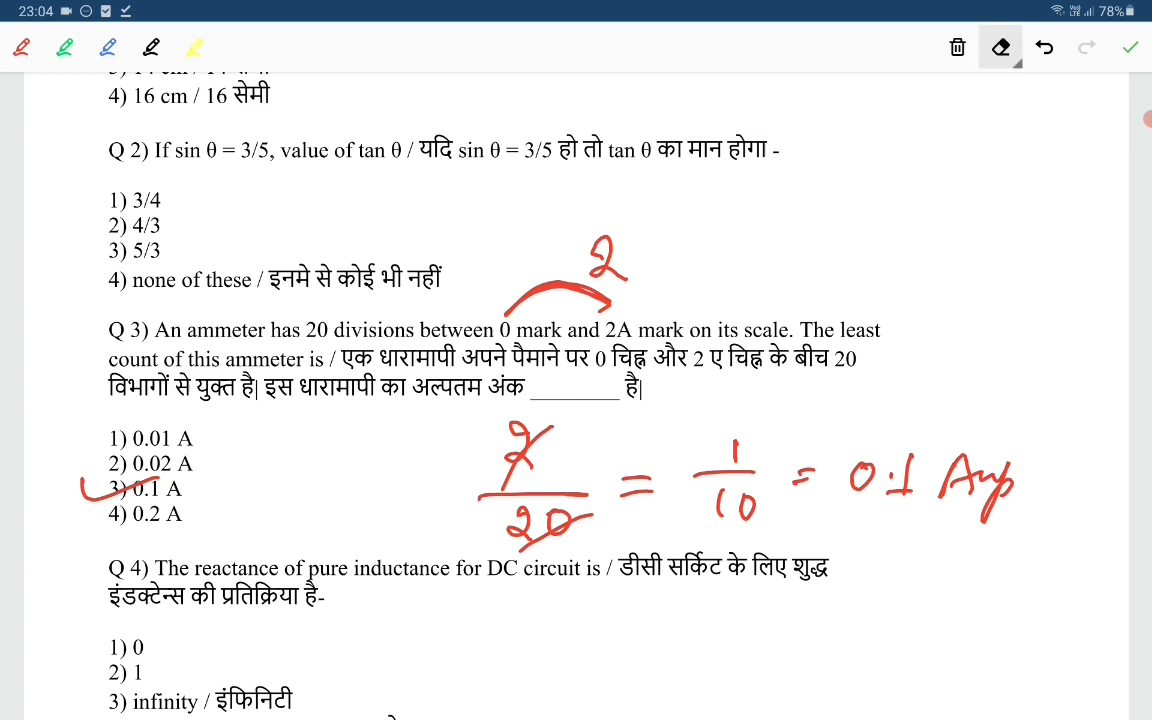 23:04
78%
4) 16 cm / 16 सेमी
Q 2) If sin θ = 3/5, value of tan θ / यदि sin θ = 3/5 हो तो tan θ का मान होगा -
1) 3/4
2) 4/3
3) 5/3
4) none of these / इनमे से कोई भी नहीं
2
Q 3) An ammeter has 20 divisions between 0 mark and 2A mark on its scale. The least
count of this ammeter is / एक धारामापी अपने पैमाने पर 0 चिह्न और 2 ए चिह्न के बीच 20
विभागों से युक्त है| इस धारामापी का अल्पतम अंक ________ है|
1) 0.01 A
2) 0.02 A
3) 0.1 A
4) 0.2 A
2/20 = 1/10 = 0.1 Amp
Q 4) The reactance of pure inductance for DC circuit is / डीसी सर्किट के लिए शुद्ध
इंडक्टेन्स की प्रतिक्रिया है-
1) 0
2) 1
3) infinity / इंफिनिटी